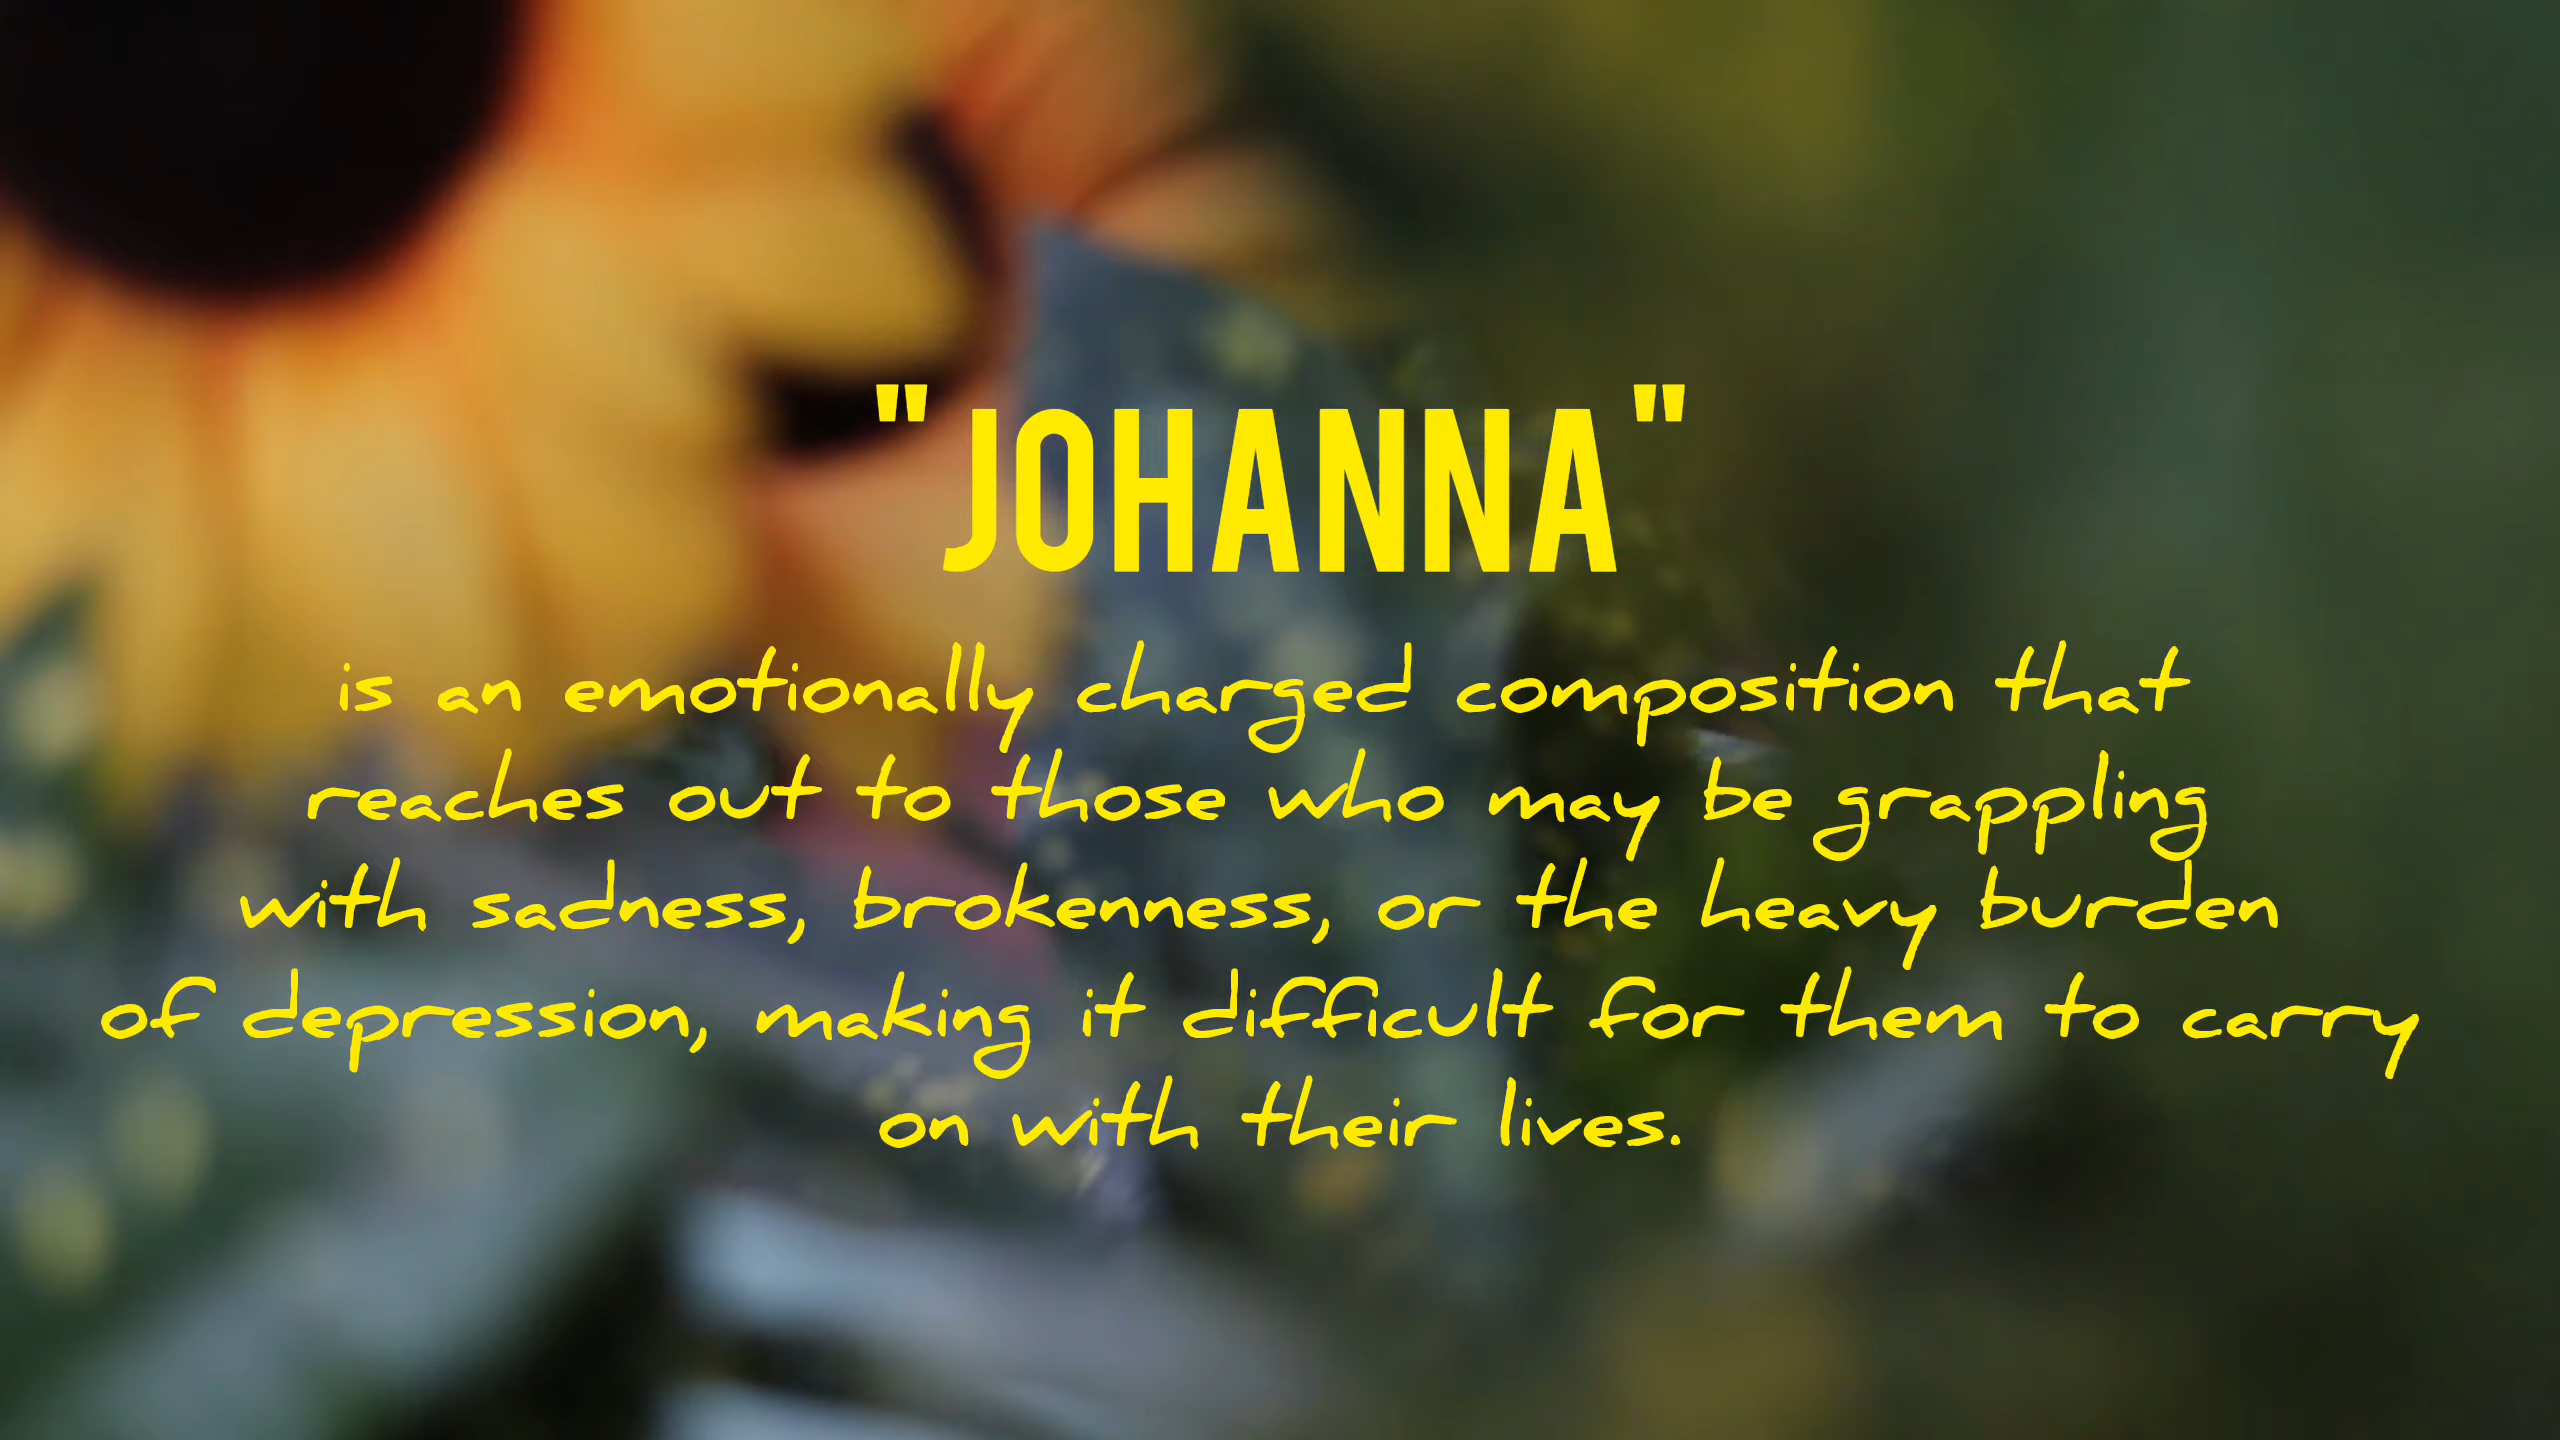 "JOHANNA"
is an emotionally charged composition that
reaches out to those who may be grappling
with sadness, brokenness, or the heavy burden
of depression, making it difficult for them to carry
on with their lives.